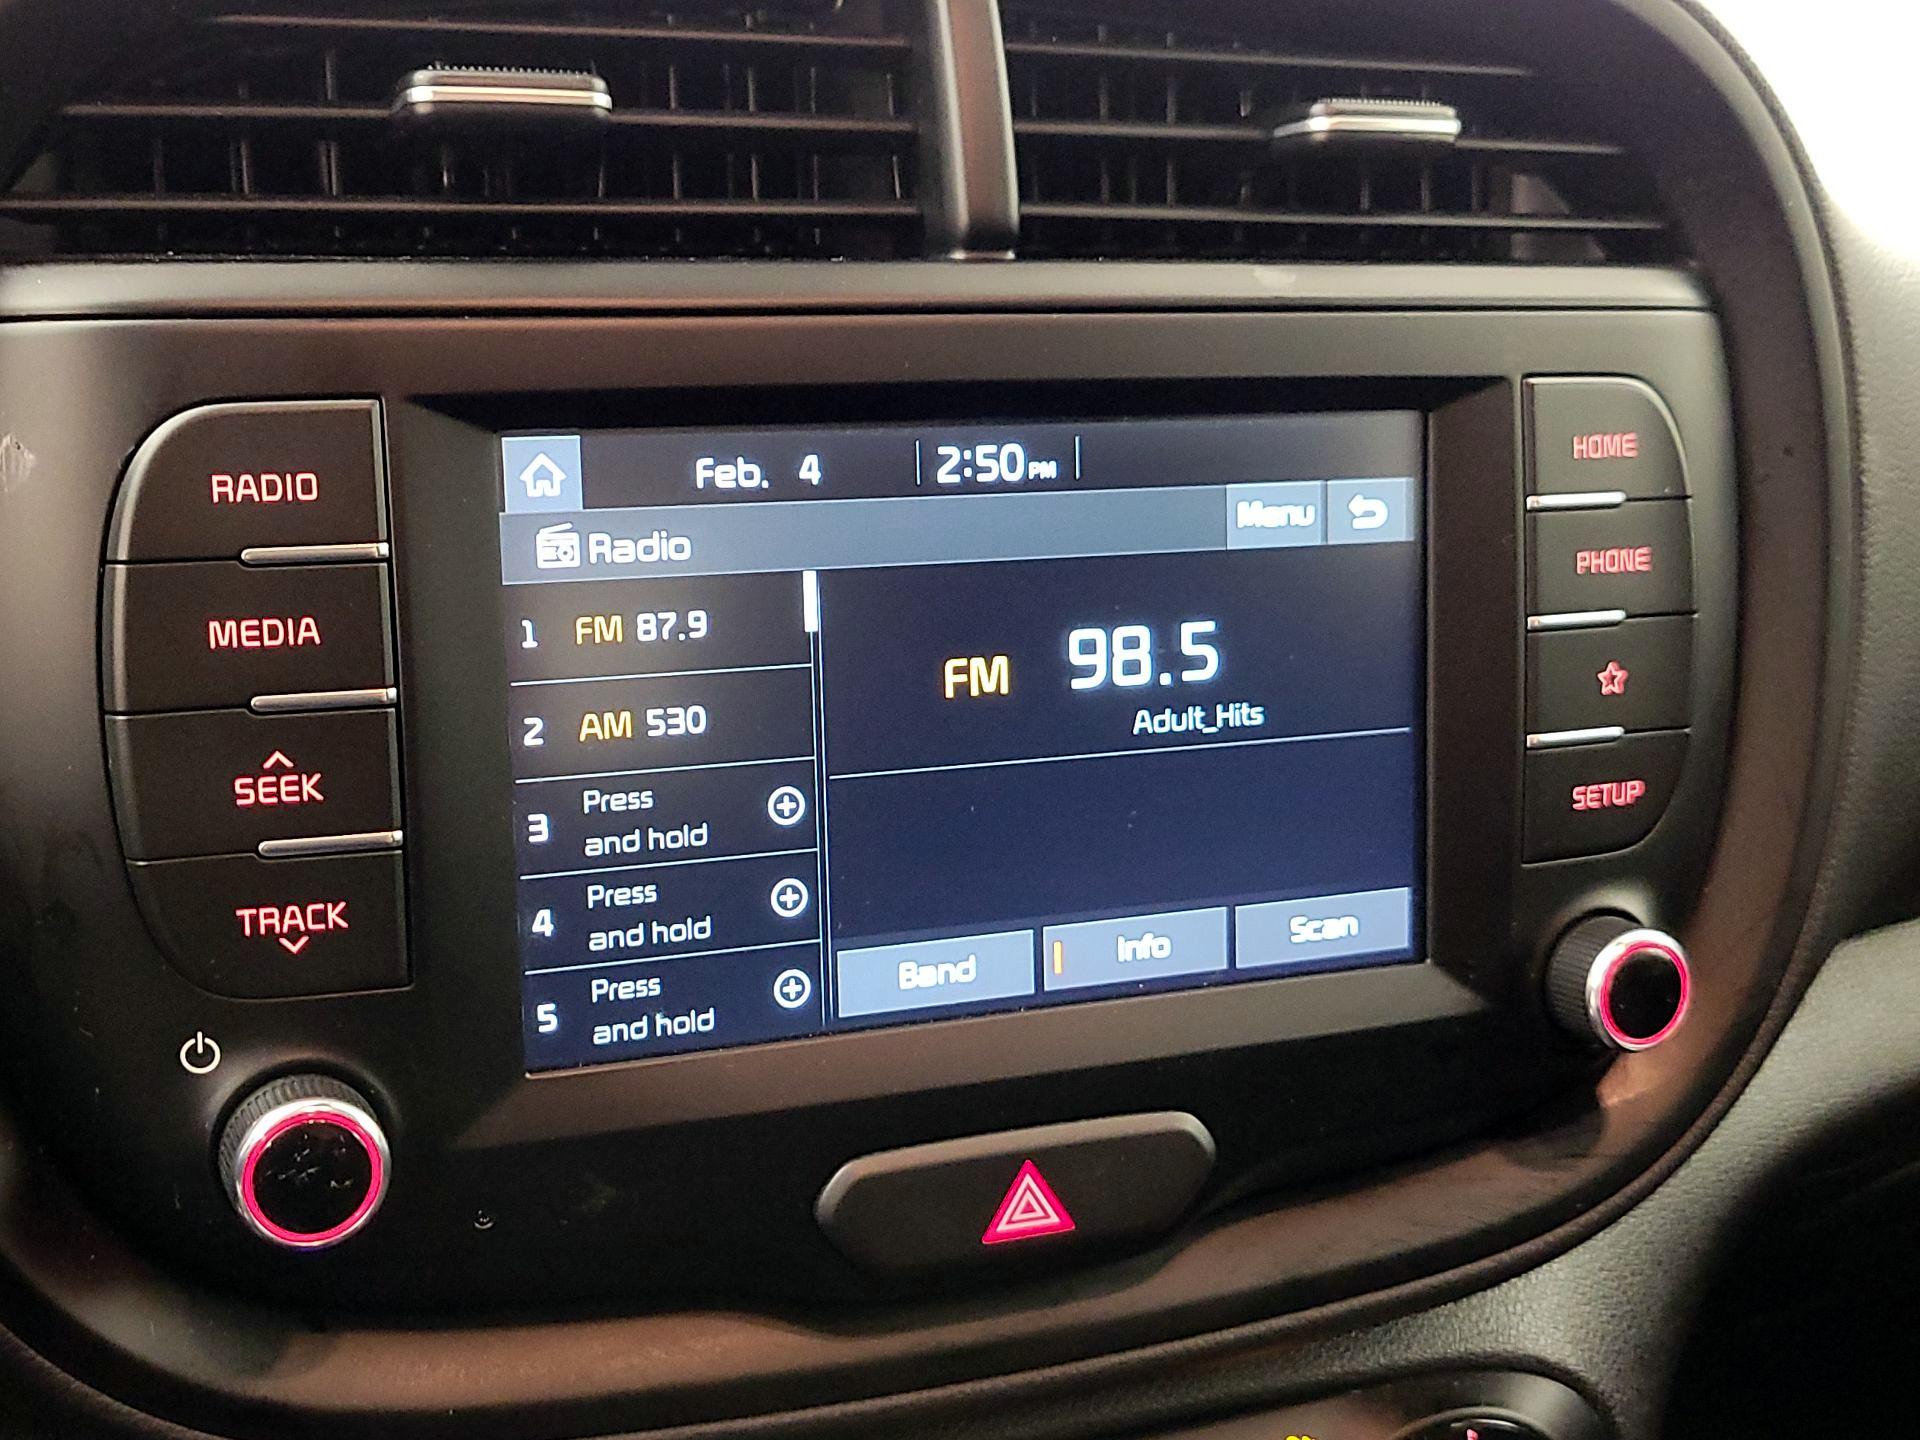 RADIO
MEDIA
SEEK
TRACK
Feb. 4
2:50 PM
Radio
Menu
1 FM 87.9
2 AM 530
3 Press
and hold
4 Press
and hold
5 Press
and hold
FM 98.5
Adult_Hits
Band
Info
Scan
HOME
PHONE
SETUP